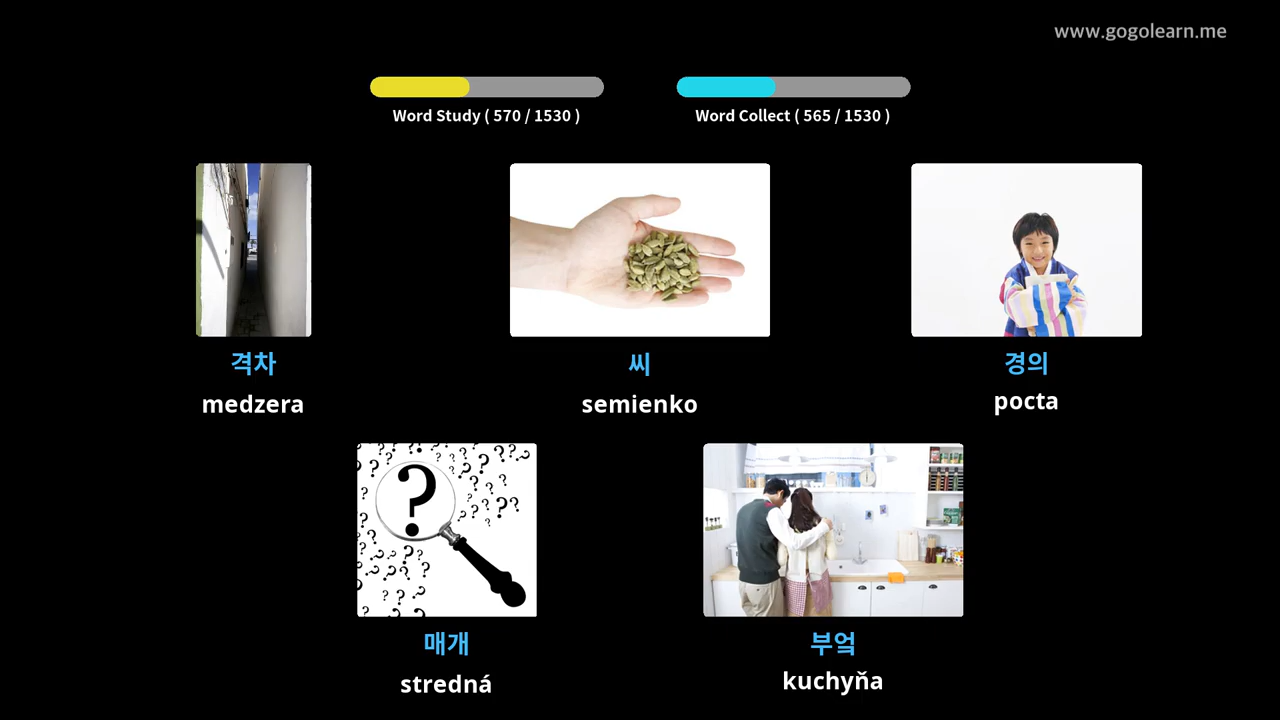 www.gogolearn.me
Word Study ( 570 / 1530 )
Word Collect ( 565 / 1530 )
격차
medzera
씨
semienko
경의
pocta
매개
stredná
부엌
kuchyňa